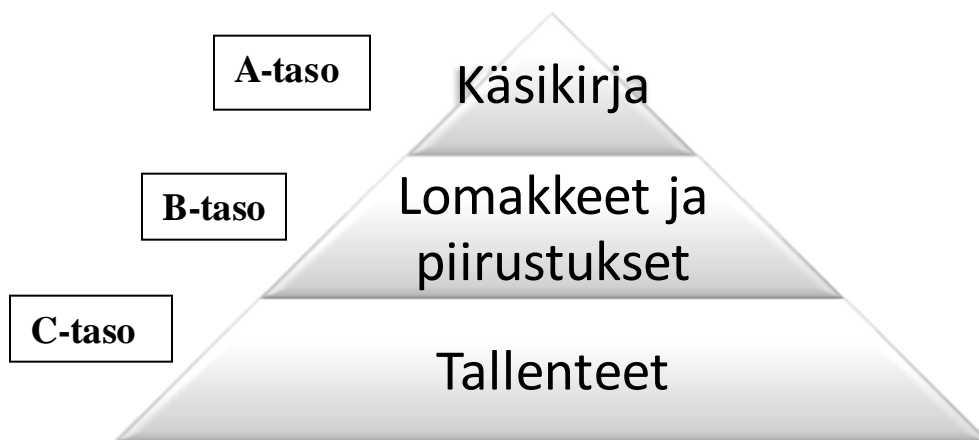 A-taso
Käsikirja
B-taso
Lomakkeet ja
piirustukset
C-taso
Tallenteet